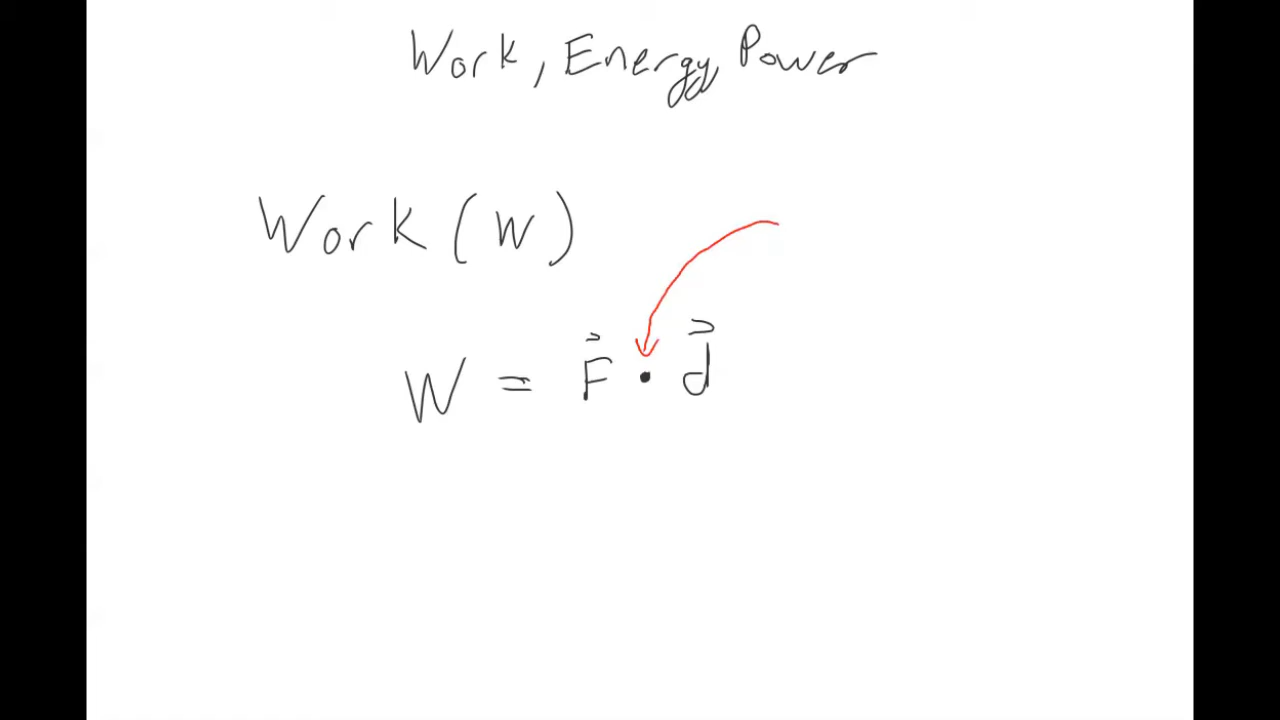 Work, Energy, Power
Work (W)
W = F⃗ • d⃗